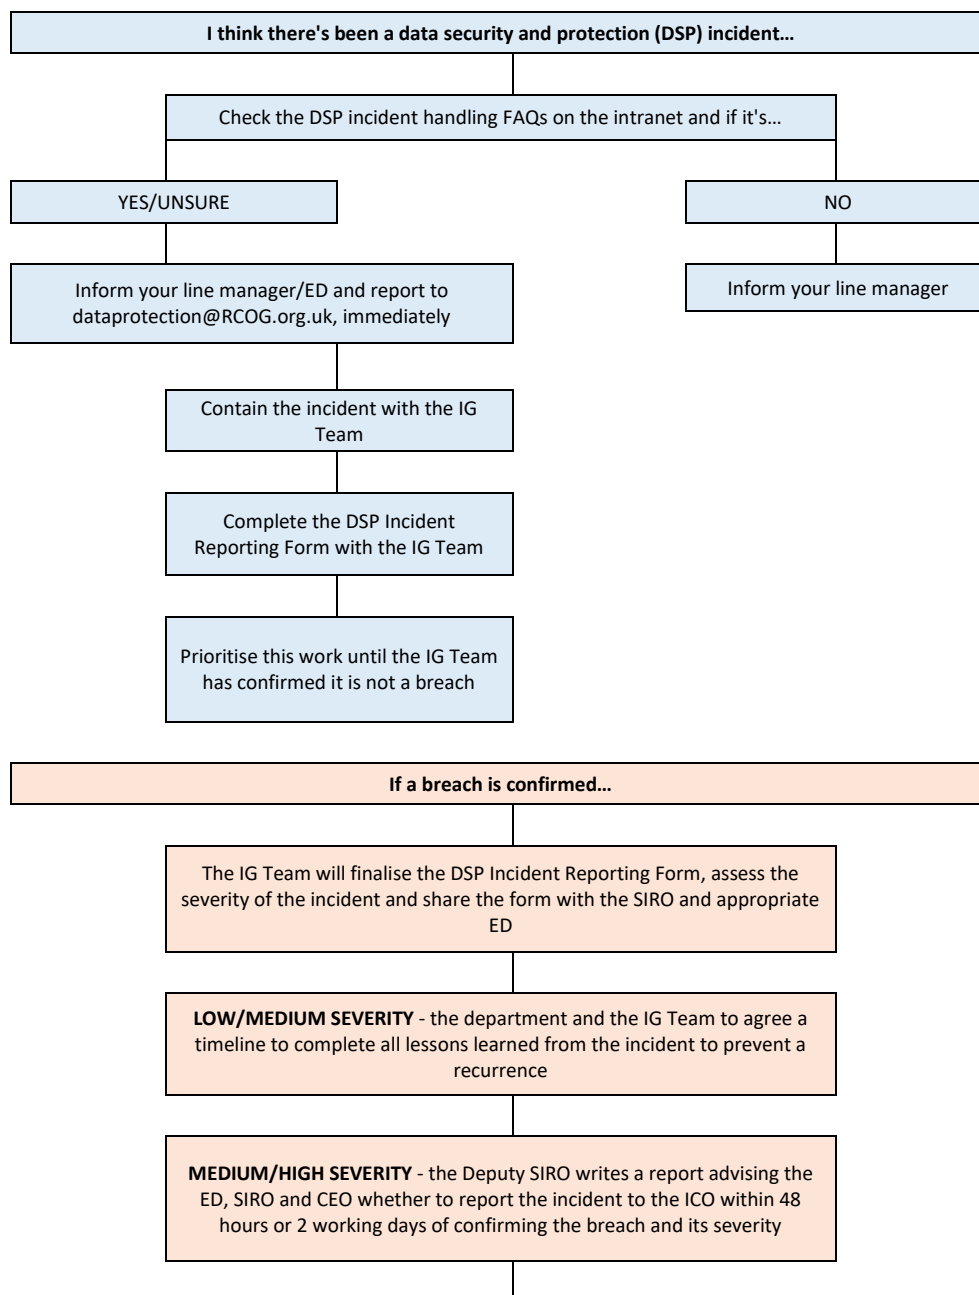 I think there's been a data security and protection (DSP) incident…
Check the DSP incident handling FAQs on the intranet and if it's…
YES/UNSURE
NO
Inform your line manager/ED and report to
dataprotection@RCOG.org.uk, immediately
Inform your line manager
Contain the incident with the IG
Team
Complete the DSP Incident
Reporting Form with the IG Team
Prioritise this work until the IG Team
has confirmed it is not a breach
If a breach is confirmed…
The IG Team will finalise the DSP Incident Reporting Form, assess the
severity of the incident and share the form with the SIRO and appropriate
ED
LOW/MEDIUM SEVERITY - the department and the IG Team to agree a
timeline to complete all lessons learned from the incident to prevent a
recurrence
MEDIUM/HIGH SEVERITY - the Deputy SIRO writes a report advising the
ED, SIRO and CEO whether to report the incident to the ICO within 48
hours or 2 working days of confirming the breach and its severity